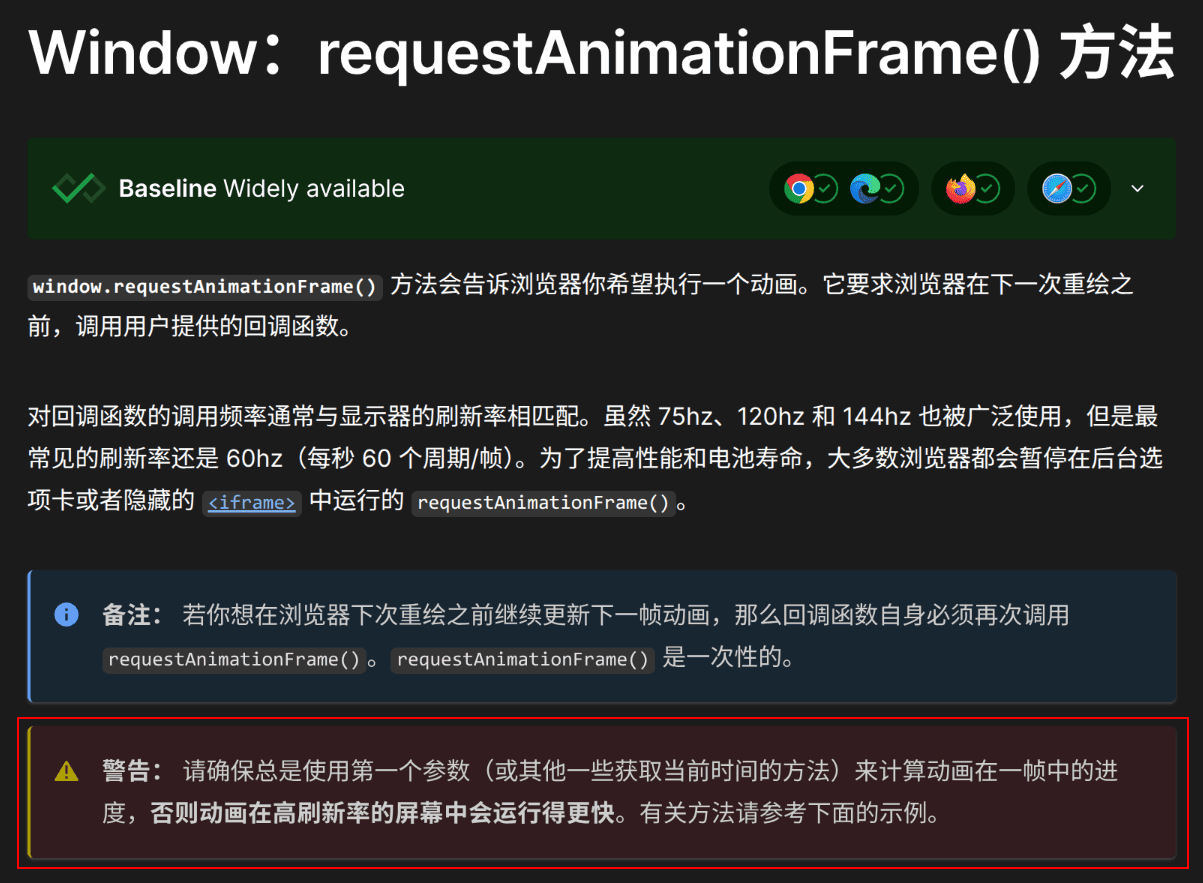 Window：requestAnimationFrame() 方法
Baseline Widely available
window.requestAnimationFrame() 方法会告诉浏览器你希望执行一个动画。它要求浏览器在下一次重绘之
前，调用用户提供的回调函数。
对回调函数的调用频率通常与显示器的刷新率相匹配。虽然 75hz、120hz 和 144hz 也被广泛使用，但是最
常见的刷新率还是 60hz（每秒 60 个周期/帧）。为了提高性能和电池寿命，大多数浏览器都会暂停在后台选
项卡或者隐藏的 <iframe> 中运行的 requestAnimationFrame()。
备注： 若你想在浏览器下次重绘之前继续更新下一帧动画，那么回调函数自身必须再次调用
requestAnimationFrame()。requestAnimationFrame() 是一次性的。
警告： 请确保总是使用第一个参数（或其他一些获取当前时间的方法）来计算动画在一帧中的进
度，否则动画在高刷新率的屏幕中会运行得更快。有关方法请参考下面的示例。